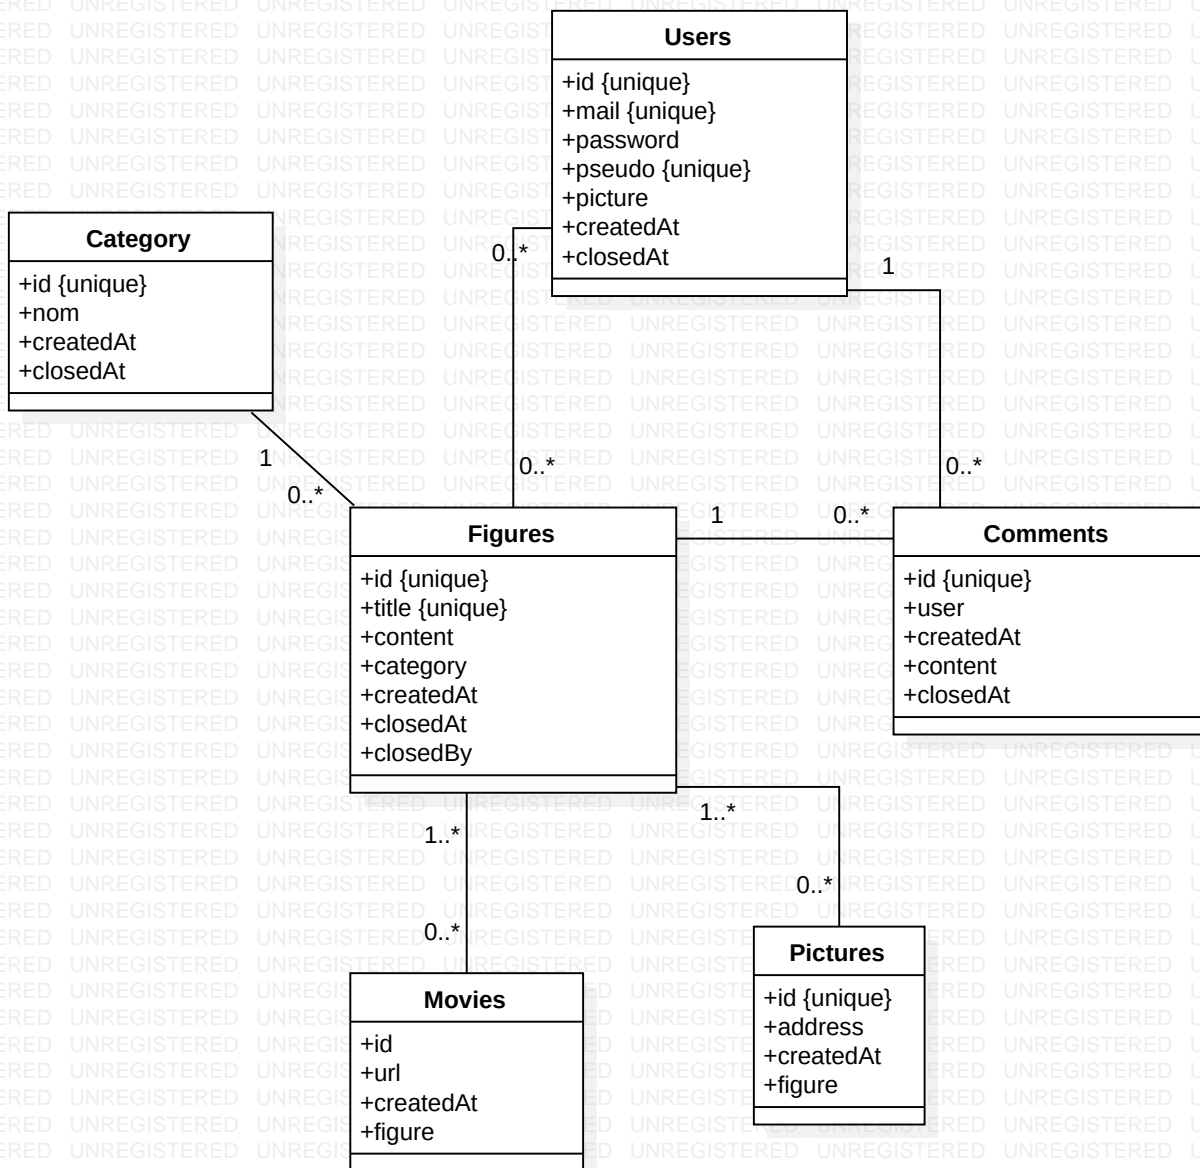 Users
+id {unique}
+mail {unique}
+password
+pseudo {unique}
+picture
+createdAt
+closedAt
Category
+id {unique}
+nom
+createdAt
+closedAt
0..*
1
1
0..*
0..*
0..*
1
0..*
Figures
+id {unique}
+title {unique}
+content
+category
+createdAt
+closedAt
+closedBy
Comments
+id {unique}
+user
+createdAt
+content
+closedAt
1..*
1..*
0..*
0..*
Movies
+id
+url
+createdAt
+figure
Pictures
+id {unique}
+address
+createdAt
+figure
UNREGISTERED